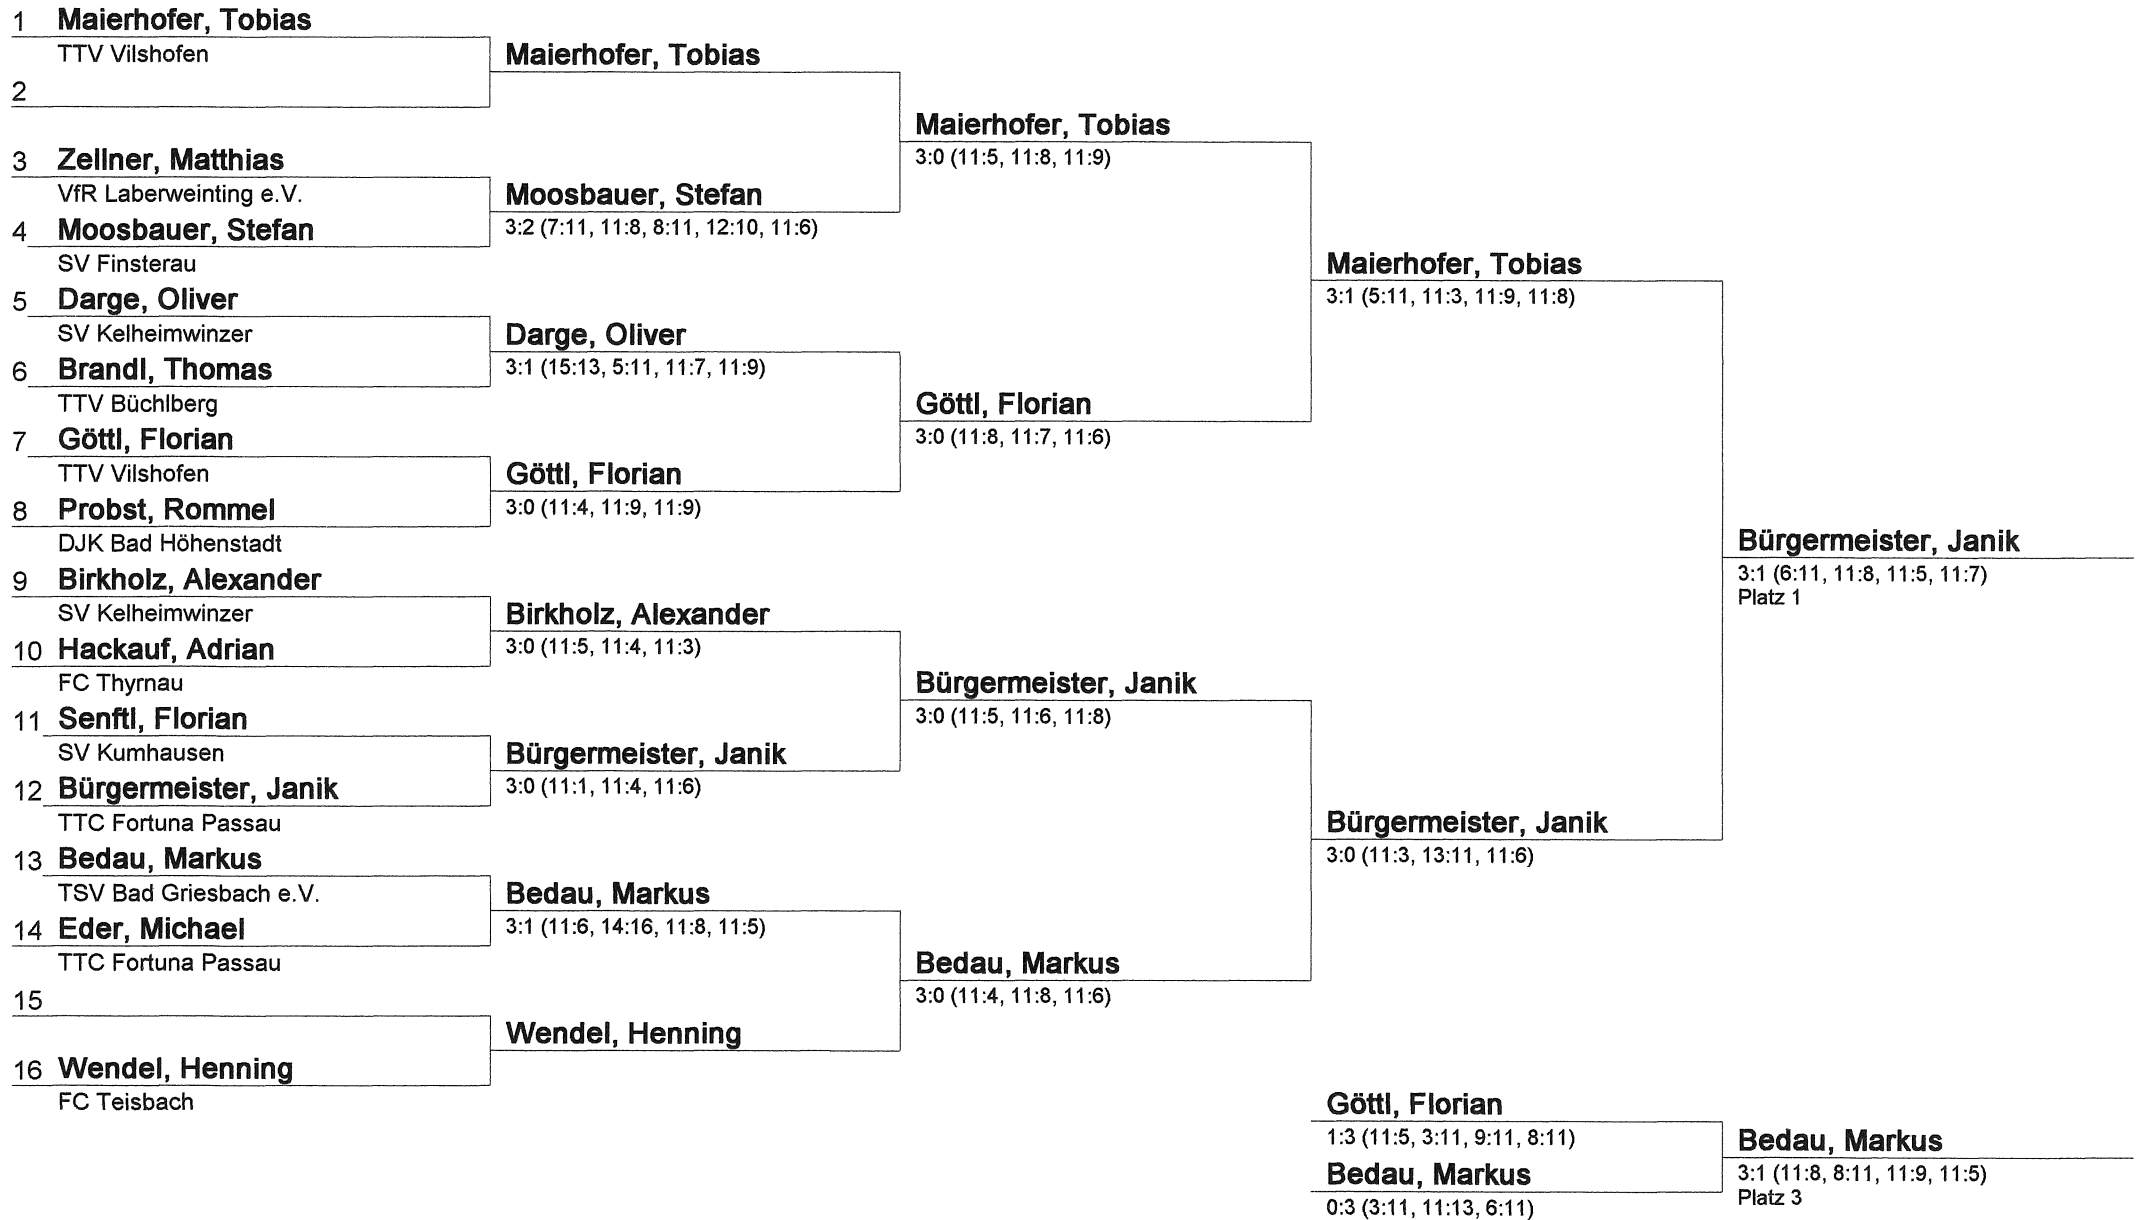 1 Maierhofer, Tobias
TTV Vilshofen
2
3 Zellner, Matthias
VfR Laberweinting e.V.
4 Moosbauer, Stefan
SV Finsterau
5 Darge, Oliver
SV Kelheimwinzer
6 Brandl, Thomas
TTV Büchlberg
7 Göttl, Florian
TTV Vilshofen
8 Probst, Rommel
DJK Bad Höhenstadt
9 Birkholz, Alexander
SV Kelheimwinzer
10 Hackauf, Adrian
FC Thyrnau
11 Senftl, Florian
SV Kumhausen
12 Bürgermeister, Janik
TTC Fortuna Passau
13 Bedau, Markus
TSV Bad Griesbach e.V.
14 Eder, Michael
TTC Fortuna Passau
15
16 Wendel, Henning
FC Teisbach
Maierhofer, Tobias
Moosbauer, Stefan
3:2 (7:11, 11:8, 8:11, 12:10, 11:6)
Darge, Oliver
3:1 (15:13, 5:11, 11:7, 11:9)
Göttl, Florian
3:0 (11:4, 11:9, 11:9)
Birkholz, Alexander
3:0 (11:5, 11:4, 11:3)
Bürgermeister, Janik
3:0 (11:1, 11:4, 11:6)
Bedau, Markus
3:1 (11:6, 14:16, 11:8, 11:5)
Wendel, Henning
Maierhofer, Tobias
3:0 (11:5, 11:8, 11:9)
Göttl, Florian
3:0 (11:8, 11:7, 11:6)
Bürgermeister, Janik
3:0 (11:5, 11:6, 11:8)
Bedau, Markus
3:0 (11:4, 11:8, 11:6)
Maierhofer, Tobias
3:1 (5:11, 11:3, 11:9, 11:8)
Bürgermeister, Janik
3:0 (11:3, 13:11, 11:6)
Bürgermeister, Janik
3:1 (6:11, 11:8, 11:5, 11:7)
Platz 1
Göttl, Florian
1:3 (11:5, 3:11, 9:11, 8:11)
Bedau, Markus
0:3 (3:11, 11:13, 6:11)
Bedau, Markus
3:1 (11:8, 8:11, 11:9, 11:5)
Platz 3